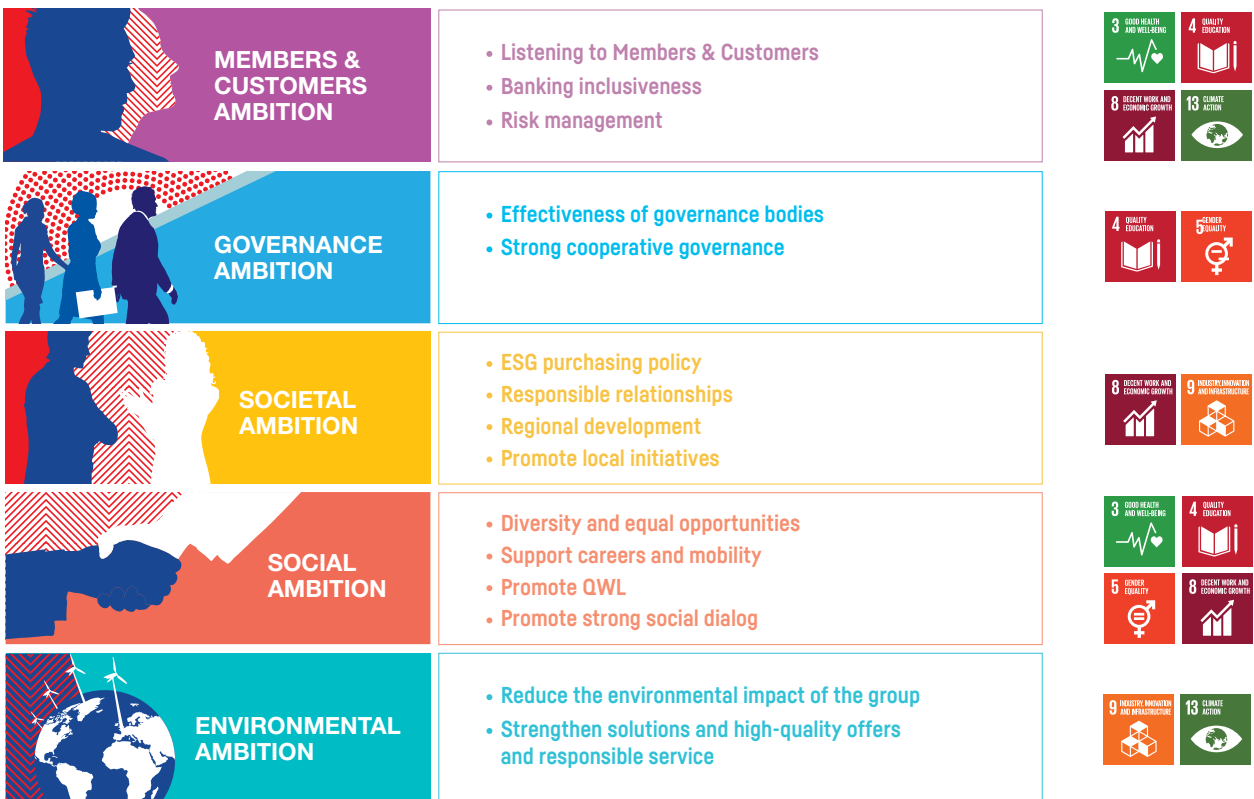 MEMBERS &
CUSTOMERS
AMBITION
• Listening to Members & Customers
• Banking inclusiveness
• Risk management
3 GOOD HEALTH
AND WELL-BEING
4 QUALITY
EDUCATION
8 DECENT WORK AND
ECONOMIC GROWTH
13 CLIMATE
ACTION
GOVERNANCE
AMBITION
• Effectiveness of governance bodies
• Strong cooperative governance
4 QUALITY
EDUCATION
5 GENDER
EQUALITY
SOCIETAL
AMBITION
• ESG purchasing policy
• Responsible relationships
• Regional development
• Promote local initiatives
8 DECENT WORK AND
ECONOMIC GROWTH
9 INDUSTRY, INNOVATION
AND INFRASTRUCTURE
SOCIAL
AMBITION
• Diversity and equal opportunities
• Support careers and mobility
• Promote QWL
• Promote strong social dialog
3 GOOD HEALTH
AND WELL-BEING
4 QUALITY
EDUCATION
5 GENDER
EQUALITY
8 DECENT WORK AND
ECONOMIC GROWTH
ENVIRONMENTAL
AMBITION
• Reduce the environmental impact of the group
• Strengthen solutions and high-quality offers
and responsible service
9 INDUSTRY, INNOVATION
AND INFRASTRUCTURE
13 CLIMATE
ACTION